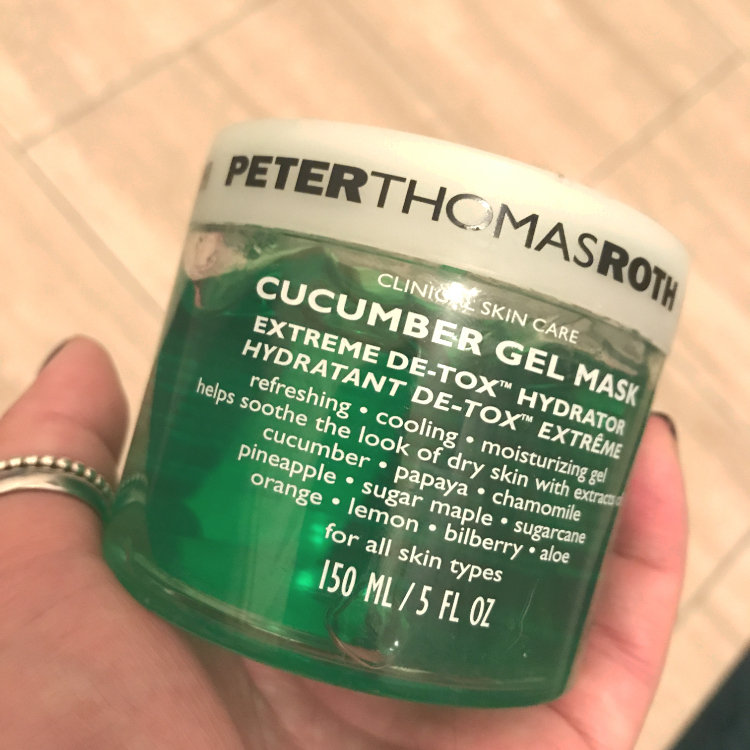 PETERTHOMASROTH
CLINICAL SKIN CARE
CUCUMBER GEL MASK
EXTREME DE-TOX™ HYDRATOR
HYDRATANT DE-TOX™ EXTRÊME
refreshing • cooling • moisturizing gel
helps soothe the look of dry skin with extracts of
cucumber • papaya • chamomile
pineapple • sugar maple • sugarcane
orange • lemon • bilberry • aloe
for all skin types
150 ML / 5 FL OZ